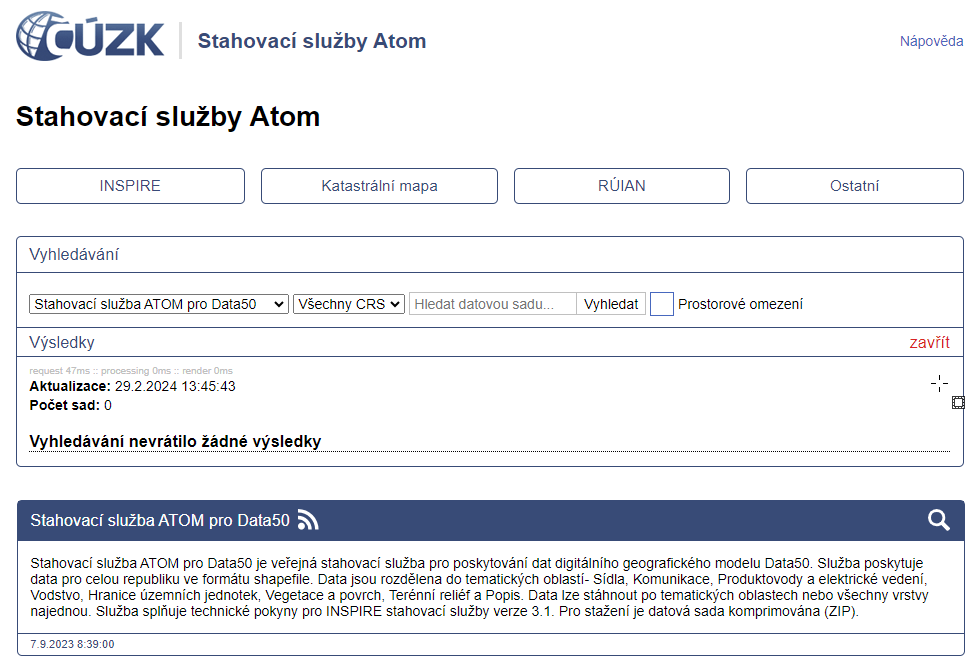 ČÚZK
Stahovací služby Atom
Nápověda
Stahovací služby Atom
INSPIRE
Katastrální mapa
RÚIAN
Ostatní
Vyhledávání
Stahovací služba ATOM pro Data50 Všechny CRS Hledat datovou sadu... Vyhledat Prostorové omezení
Výsledky zavřít
request 47ms :: processing 0ms :: render 0ms
Aktualizace: 29.2.2024 13:45:43
Počet sad: 0
Vyhledávání nevrátilo žádné výsledky
Stahovací služba ATOM pro Data50
Stahovací služba ATOM pro Data50 je veřejná stahovací služba pro poskytování dat digitálního geografického modelu Data50. Služba poskytuje
data pro celou republiku ve formátu shapefile. Data jsou rozdělena do tematických oblastí- Sídla, Komunikace, Produktovody a elektrické vedení,
Vodstvo, Hranice územních jednotek, Vegetace a povrch, Terénní reliéf a Popis. Data lze stáhnout po tematických oblastech nebo všechny vrstvy
najednou. Služba splňuje technické pokyny pro INSPIRE stahovací služby verze 3.1. Pro stažení je datová sada komprimována (ZIP).
7.9.2023 8:39:00